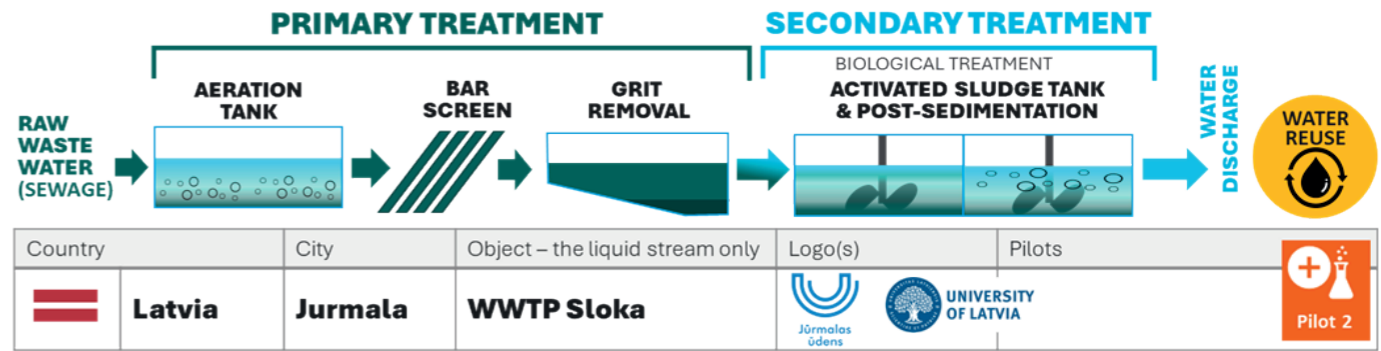 PRIMARY TREATMENT
SECONDARY TREATMENT
BIOLOGICAL TREATMENT
AERATION
TANK
BAR
SCREEN
GRIT
REMOVAL
ACTIVATED SLUDGE TANK
& POST-SEDIMENTATION
RAW
WASTE
WATER
(SEWAGE)
WATER
DISCHARGE
WATER
REUSE
Country
City
Object – the liquid stream only
Logo(s)
Pilots
Latvia
Jurmala
WWTP Sloka
Jūrmalas
ūdens
UNIVERSITY
OF LATVIA
Pilot 2